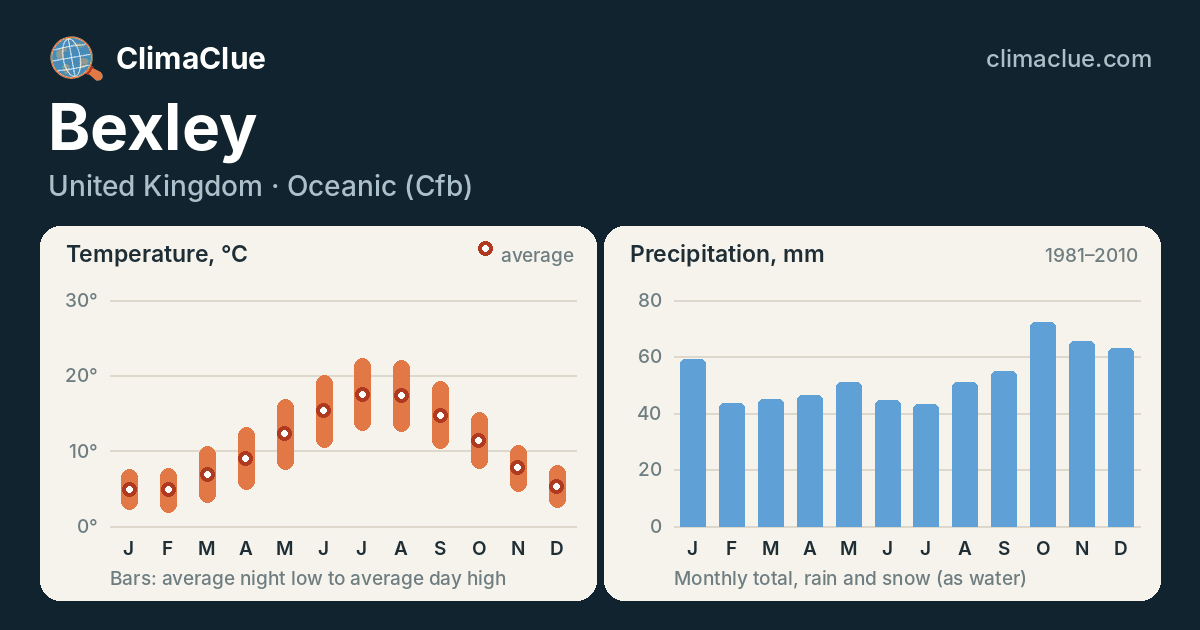 ClimaClue
climaclue.com
Bexley
United Kingdom · Oceanic (Cfb)
Temperature, °C
average
30°
20°
10°
0°
J F M A M J J A S O N D
Bars: average night low to average day high
Precipitation, mm
1981–2010
80
60
40
20
0
J F M A M J J A S O N D
Monthly total, rain and snow (as water)